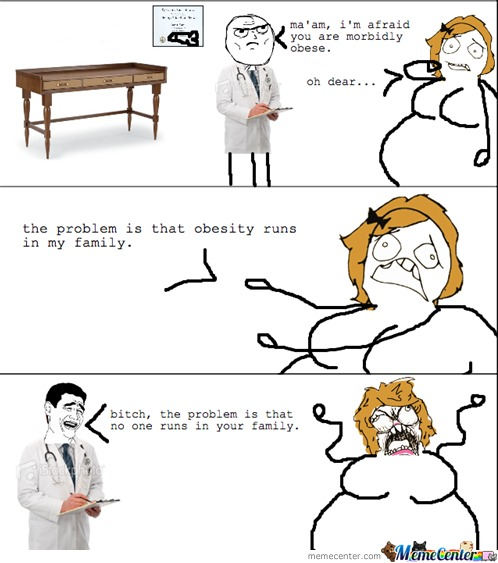 ma'am, i'm afraid
you are morbidly
obese.
oh dear...
the problem is that obesity runs
in my family.
bitch, the problem is that
no one runs in your family.
memecenter.com
MemeCenter